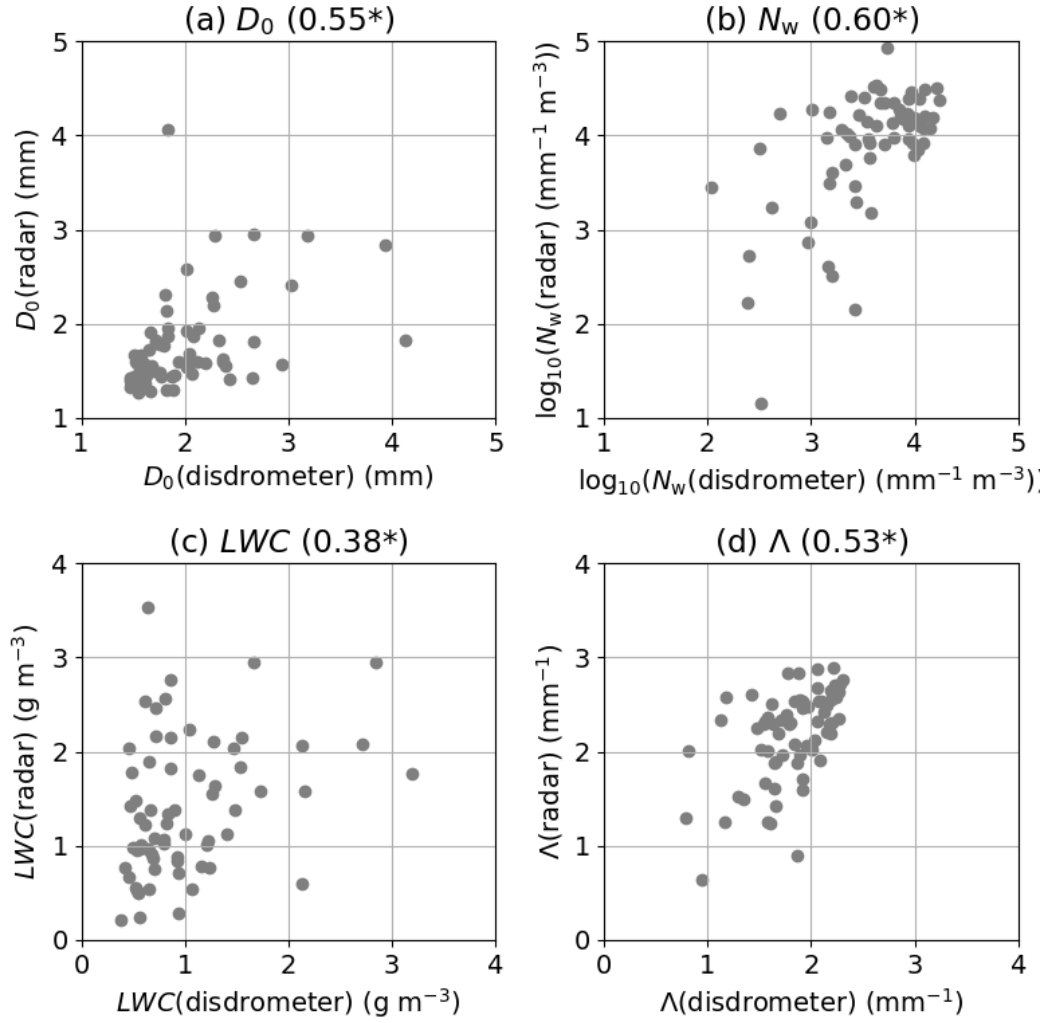 (a) D₀ (0.55*)
5
4
3
2
1
1 2 3 4 5
D₀(radar) (mm)
D₀(disdrometer) (mm)
(b) N_w (0.60*)
5
4
3
2
1
1 2 3 4 5
log₁₀(N_w(radar) (mm⁻¹ m⁻³))
log₁₀(N_w(disdrometer) (mm⁻¹ m⁻³))
(c) LWC (0.38*)
4
3
2
1
0
0 1 2 3 4
LWC(radar) (g m⁻³)
LWC(disdrometer) (g m⁻³)
(d) Λ (0.53*)
4
3
2
1
0
0 1 2 3 4
Λ(radar) (mm⁻¹)
Λ(disdrometer) (mm⁻¹)